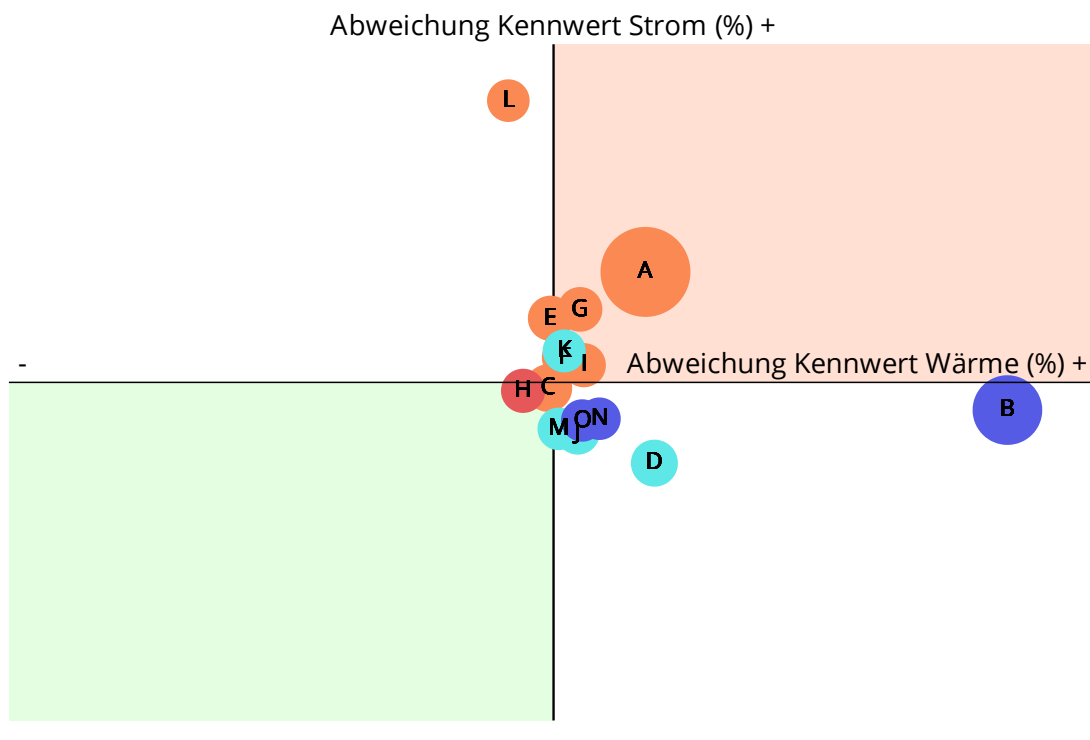 Abweichung Kennwert Strom (%) +
L
A
G
E
K
F
I
- Abweichung Kennwert Wärme (%) +
H
C
B
O
N
M
J
D